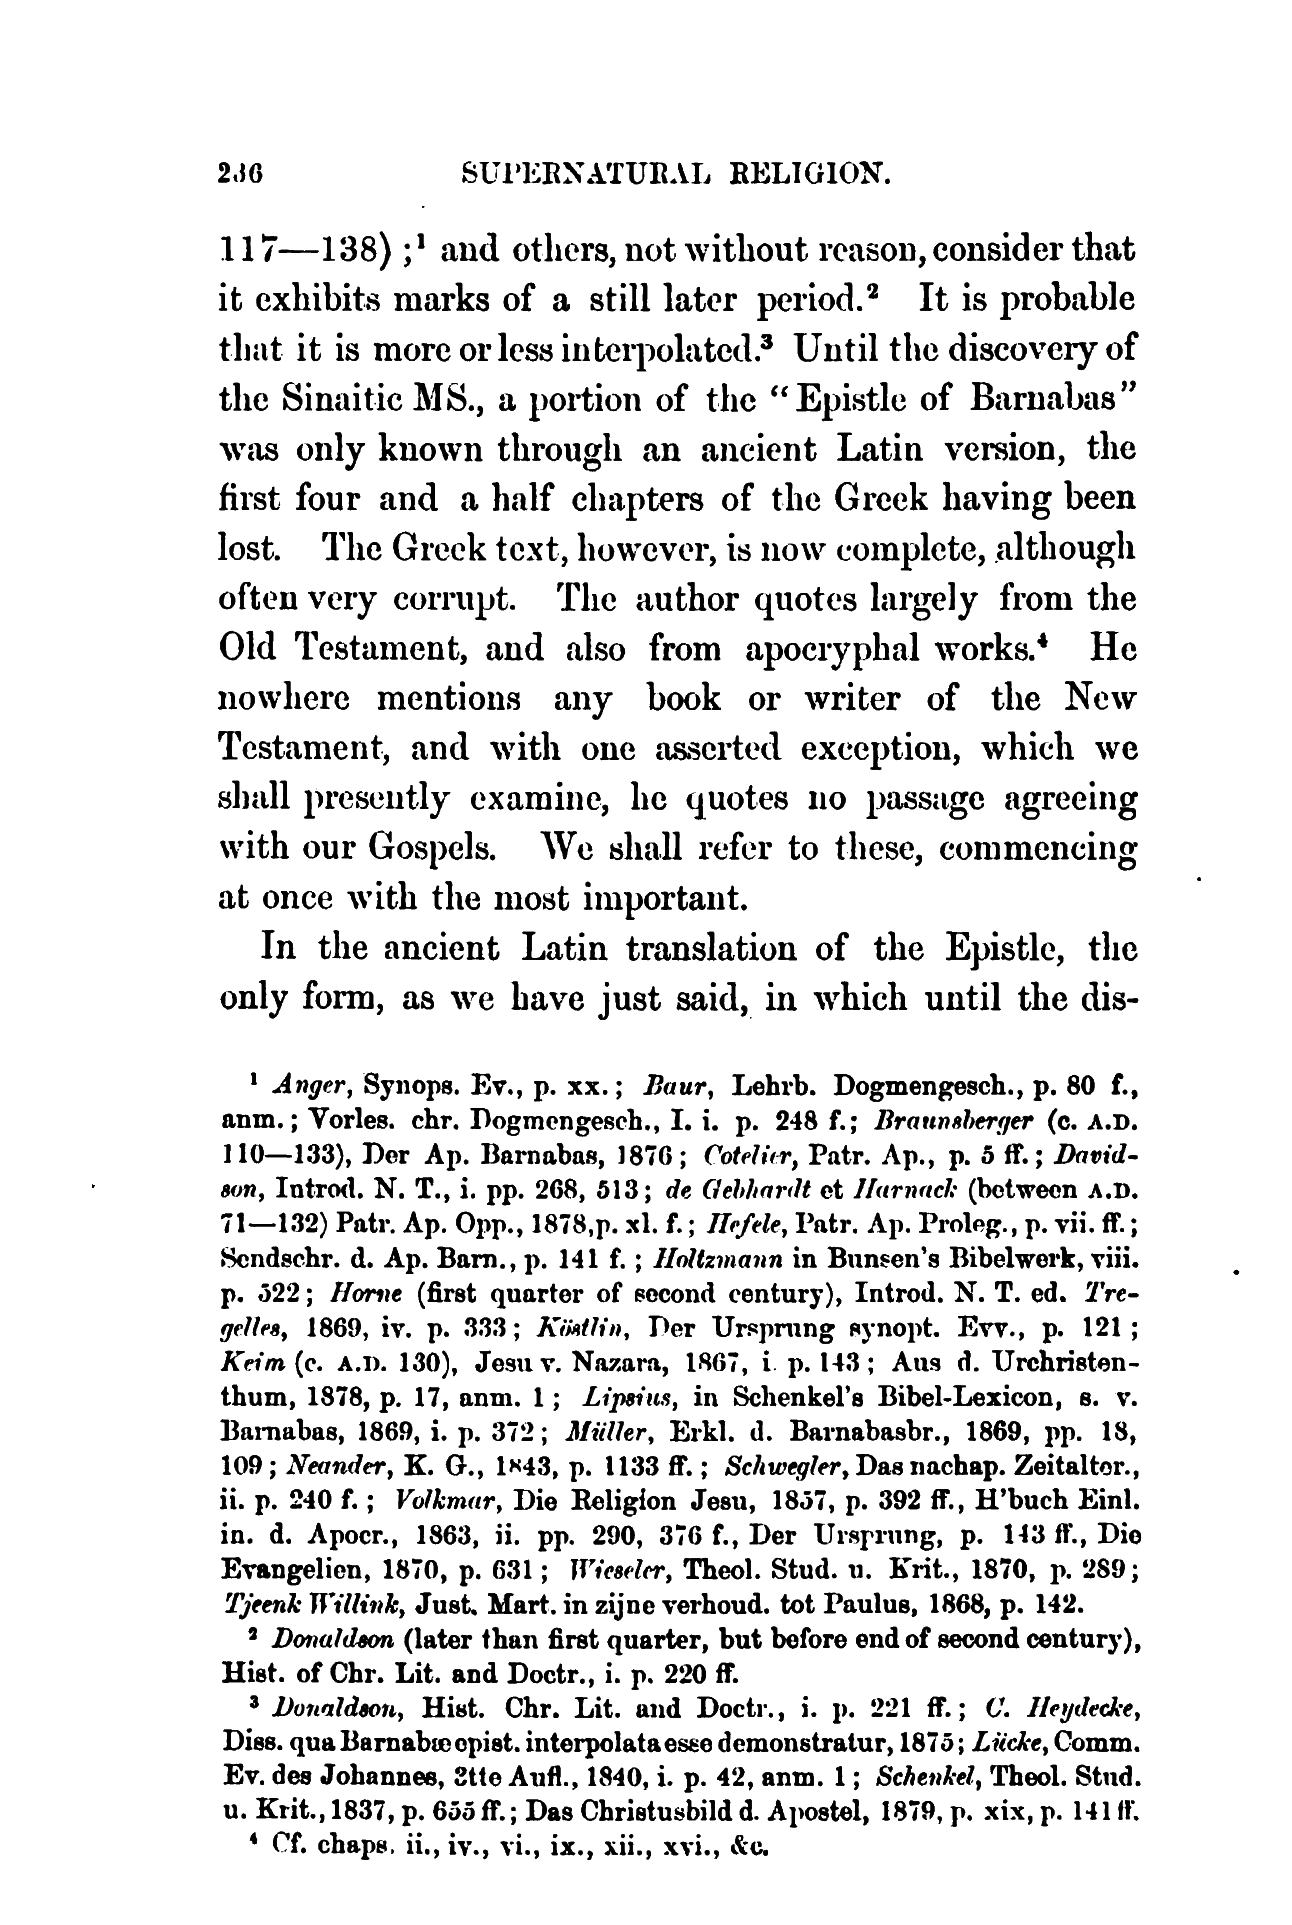 236 SUPERNATURAL RELIGION.
117—138) ;¹ and others, not without reason, consider that
it exhibits marks of a still later period.² It is probable
that it is more or less interpolated.³ Until the discovery of
the Sinaitic MS., a portion of the “Epistle of Barnabas”
was only known through an ancient Latin version, the
first four and a half chapters of the Greek having been
lost. The Greek text, however, is now complete, although
often very corrupt. The author quotes largely from the
Old Testament, and also from apocryphal works.⁴ He
nowhere mentions any book or writer of the New
Testament, and with one asserted exception, which we
shall presently examine, he quotes no passage agreeing
with our Gospels. We shall refer to these, commencing
at once with the most important.
In the ancient Latin translation of the Epistle, the
only form, as we have just said, in which until the dis-
¹ Anger, Synops. Ev., p. xx. ; Baur, Lehrb. Dogmengesch., p. 80 f.,
anm. ; Vorles. chr. Dogmengesch., I. i. p. 248 f.; Braunsberger (c. A.D.
110—133), Der Ap. Barnabas, 1876 ; Cotelier, Patr. Ap., p. 5 ff. ; David-
son, Introd. N. T., i. pp. 268, 513 ; de Gebhardt et Harnack (between A.D.
71—132) Patr. Ap. Opp., 1878, p. xl. f. ; Hefele, Patr. Ap. Proleg., p. vii. ff. ;
Sendschr. d. Ap. Barn., p. 141 f. ; Holtzmann in Bunsen's Bibelwerk, viii.
p. 522 ; Horne (first quarter of second century), Introd. N. T. ed. Tre-
gelles, 1869, iv. p. 333 ; Köstlin, Der Ursprung synopt. Evv., p. 121 ;
Keim (c. A.D. 130), Jesu v. Nazara, 1867, i. p. 143 ; Aus d. Urchristen-
thum, 1878, p. 17, anm. 1 ; Lipsius, in Schenkel's Bibel-Lexicon, s. v.
Barnabas, 1869, i. p. 372 ; Müller, Erkl. d. Barnabasbr., 1869, pp. 18,
109 ; Neander, K. G., 1843, p. 1133 ff. ; Schwegler, Das nachap. Zeitalter.,
ii. p. 240 f. ; Volkmar, Die Religion Jesu, 1857, p. 392 ff., H'buch Einl.
in. d. Apocr., 1863, ii. pp. 290, 376 f., Der Ursprung, p. 143 ff., Die
Evangelien, 1870, p. 631 ; Wieseler, Theol. Stud. u. Krit., 1870, p. 289 ;
Tjeenk Willink, Just. Mart. in zijne verhoud. tot Paulus, 1868, p. 142.
² Donaldson (later than first quarter, but before end of second century),
Hist. of Chr. Lit. and Doctr., i. p. 220 ff.
³ Donaldson, Hist. Chr. Lit. and Doctr., i. p. 221 ff. ; C. Heydecke,
Diss. qua Barnabæ epist. interpolata esse demonstratur, 1875 ; Lücke, Comm.
Ev. des Johannes, 3tte Aufl., 1840, i. p. 42, anm. 1 ; Schenkel, Theol. Stud.
u. Krit., 1837, p. 655 ff. ; Das Christusbild d. Apostel, 1879, p. xix, p. 141 ff.
⁴ Cf. chaps. ii., iv., vi., ix., xii., xvi., &c.